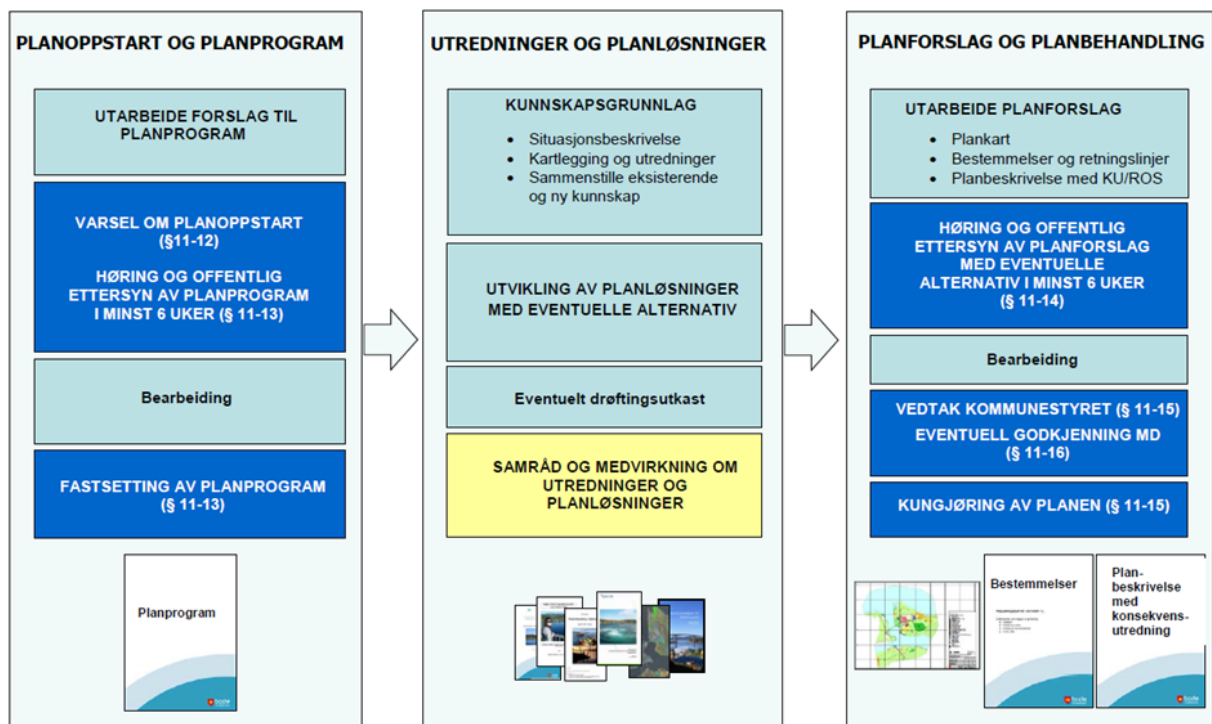 PLANOPPSTART OG PLANPROGRAM
UTARBEIDE FORSLAG TIL
PLANPROGRAM
VARSEL OM PLANOPPSTART
(§11-12)
HØRING OG OFFENTLIG
ETTERSYN AV PLANPROGRAM
I MINST 6 UKER (§ 11-13)
Bearbeiding
FASTSETTING AV PLANPROGRAM
(§ 11-13)
Planprogram
bodø
UTREDNINGER OG PLANLØSNINGER
KUNNSKAPSGRUNNLAG
• Situasjonsbeskrivelse
• Kartlegging og utredninger
• Sammenstille eksisterende
og ny kunnskap
UTVIKLING AV PLANLØSNINGER
MED EVENTUELLE ALTERNATIV
Eventuelt drøftingsutkast
SAMRÅD OG MEDVIRKNING OM
UTREDNINGER OG
PLANLØSNINGER
PLANFORSLAG OG PLANBEHANDLING
UTARBEIDE PLANFORSLAG
• Plankart
• Bestemmelser og retningslinjer
• Planbeskrivelse med KU/ROS
HØRING OG OFFENTLIG
ETTERSYN AV PLANFORSLAG
MED EVENTUELLE
ALTERNATIV I MINST 6 UKER
(§ 11-14)
Bearbeiding
VEDTAK KOMMUNESTYRET (§ 11-15)
EVENTUELL GODKJENNING MD
(§ 11-16)
KUNGJØRING AV PLANEN (§ 11-15)
Bestemmelser
bodø
Plan-
beskrivelse
med
konsekvens-
utredning
bodø